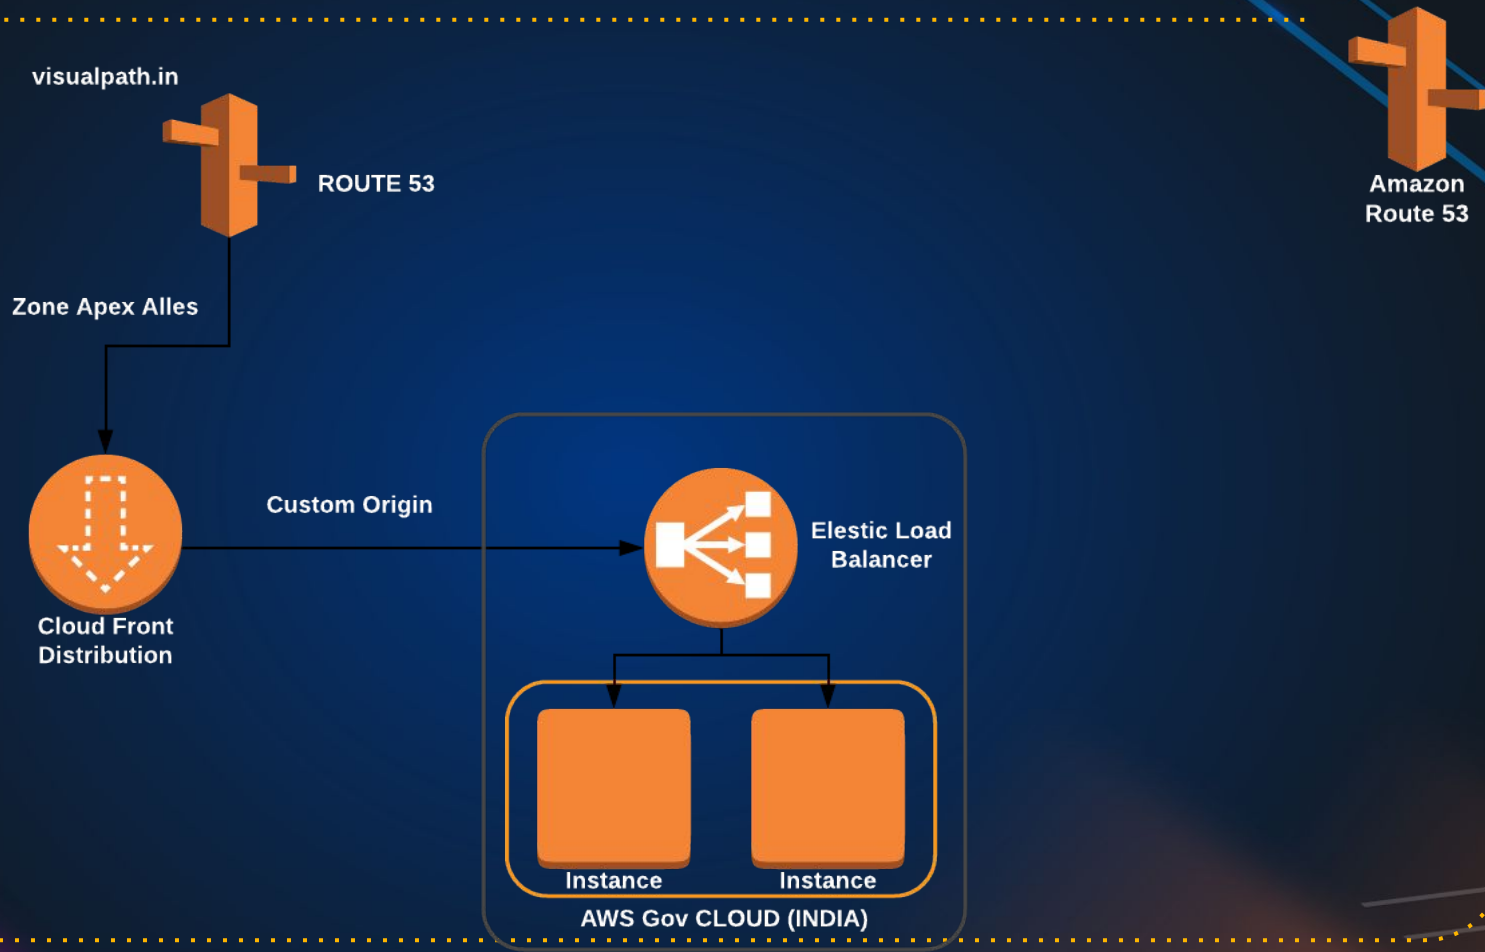 visualpath.in
ROUTE 53
Amazon
Route 53
Zone Apex Alles
Custom Origin
Elestic Load
Balancer
Cloud Front
Distribution
Instance
Instance
AWS Gov CLOUD (INDIA)